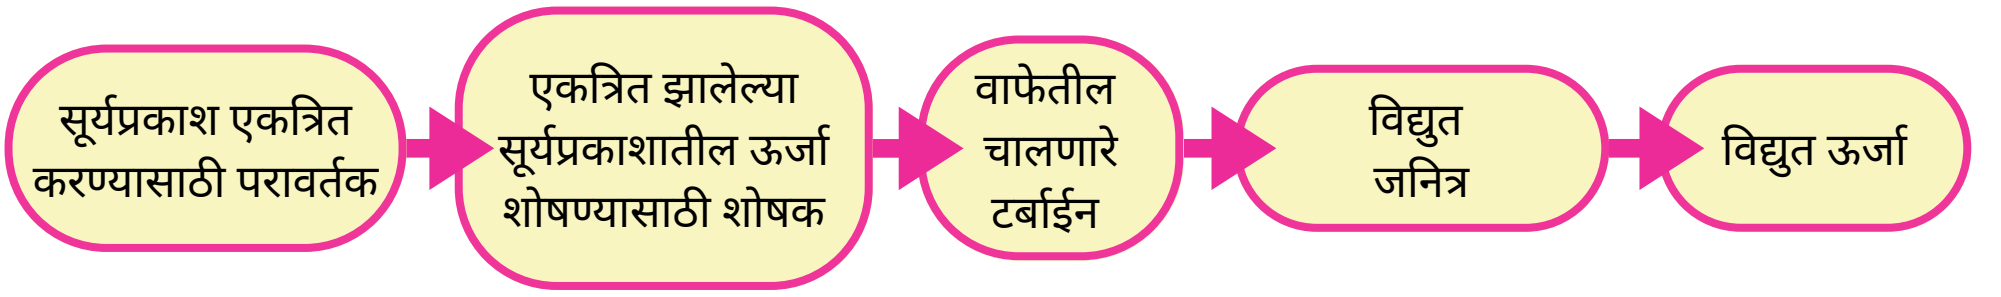 सूर्यप्रकाश एकत्रित
करण्यासाठी परावर्तक
एकत्रित झालेल्या
सूर्यप्रकाशातील ऊर्जा
शोषण्यासाठी शोषक
वाफेतील
चालणारे
टर्बाईन
विद्युत
जनित्र
विद्युत ऊर्जा